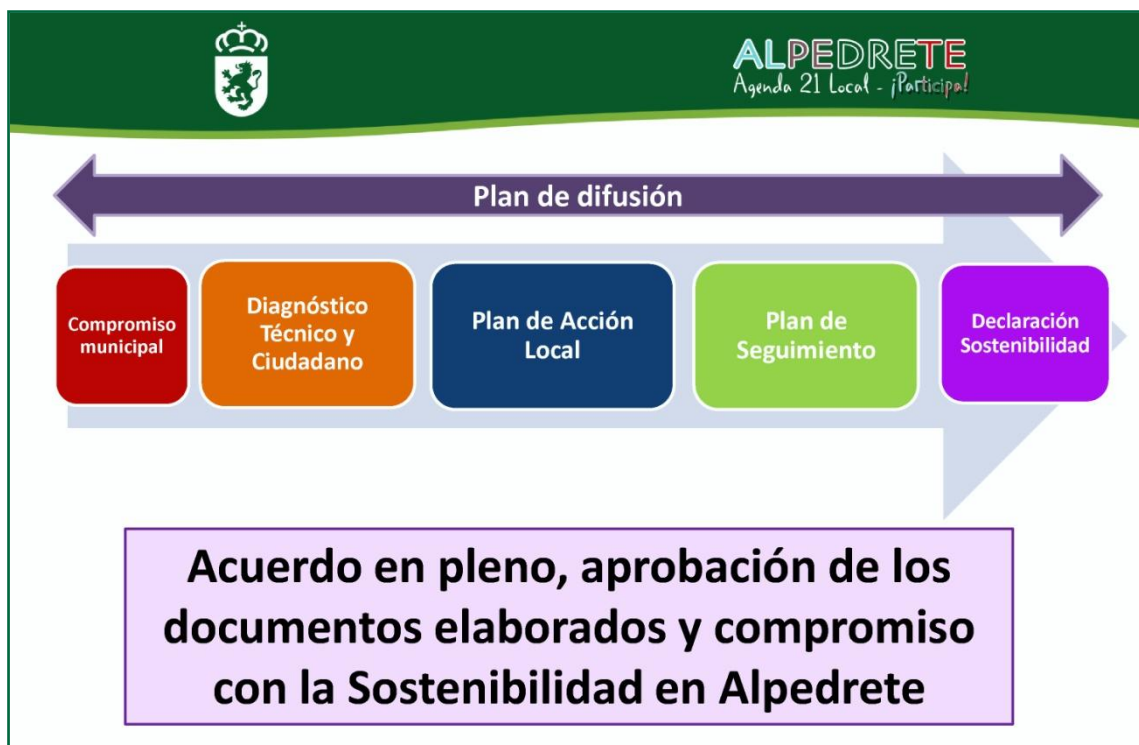 ALPEDRETE
Agenda 21 Local - ¡Participa!
Plan de difusión
Compromiso
municipal
Diagnóstico
Técnico y
Ciudadano
Plan de Acción
Local
Plan de
Seguimiento
Declaración
Sostenibilidad
Acuerdo en pleno, aprobación de los
documentos elaborados y compromiso
con la Sostenibilidad en Alpedrete